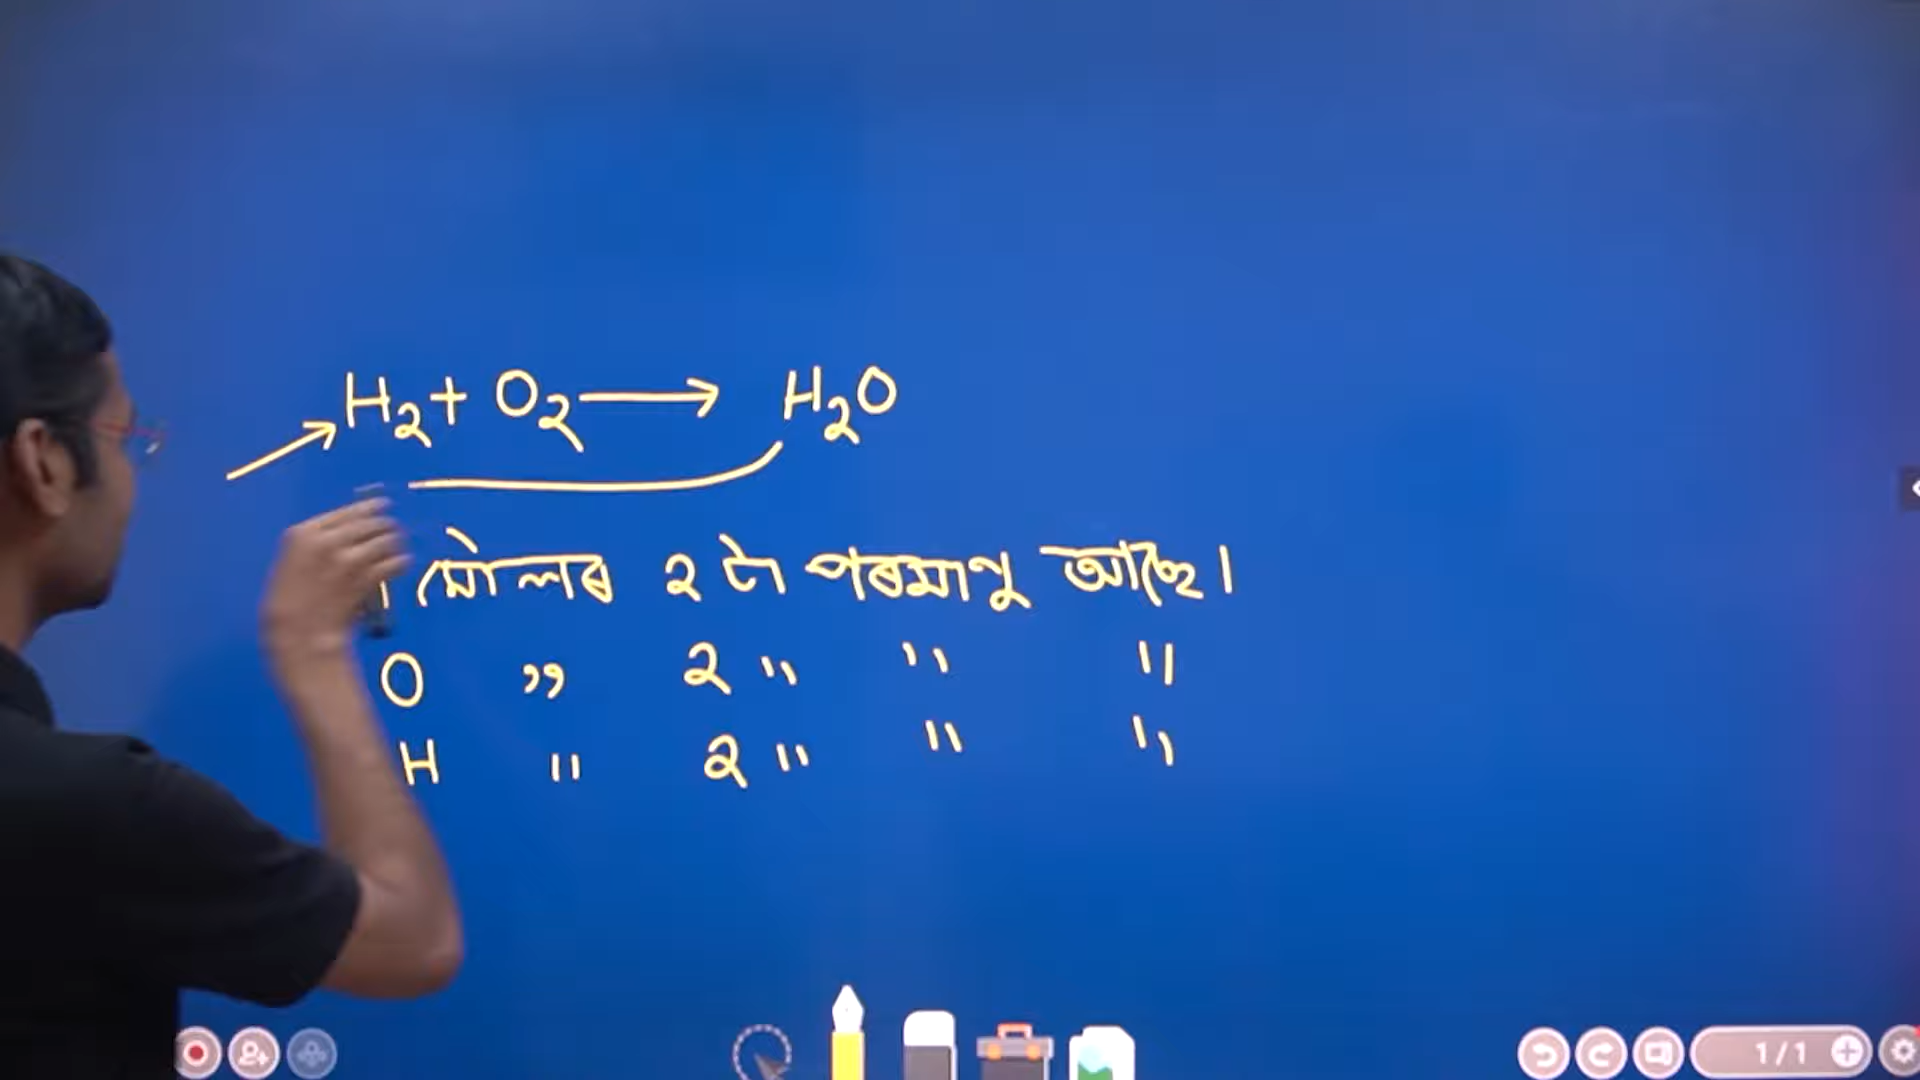 H₂ + O₂ ⟶ H₂O
মৌলৰ ২ টা পৰমাণু আছে।
O " ২ " " "
H " ২ " " "
1/1